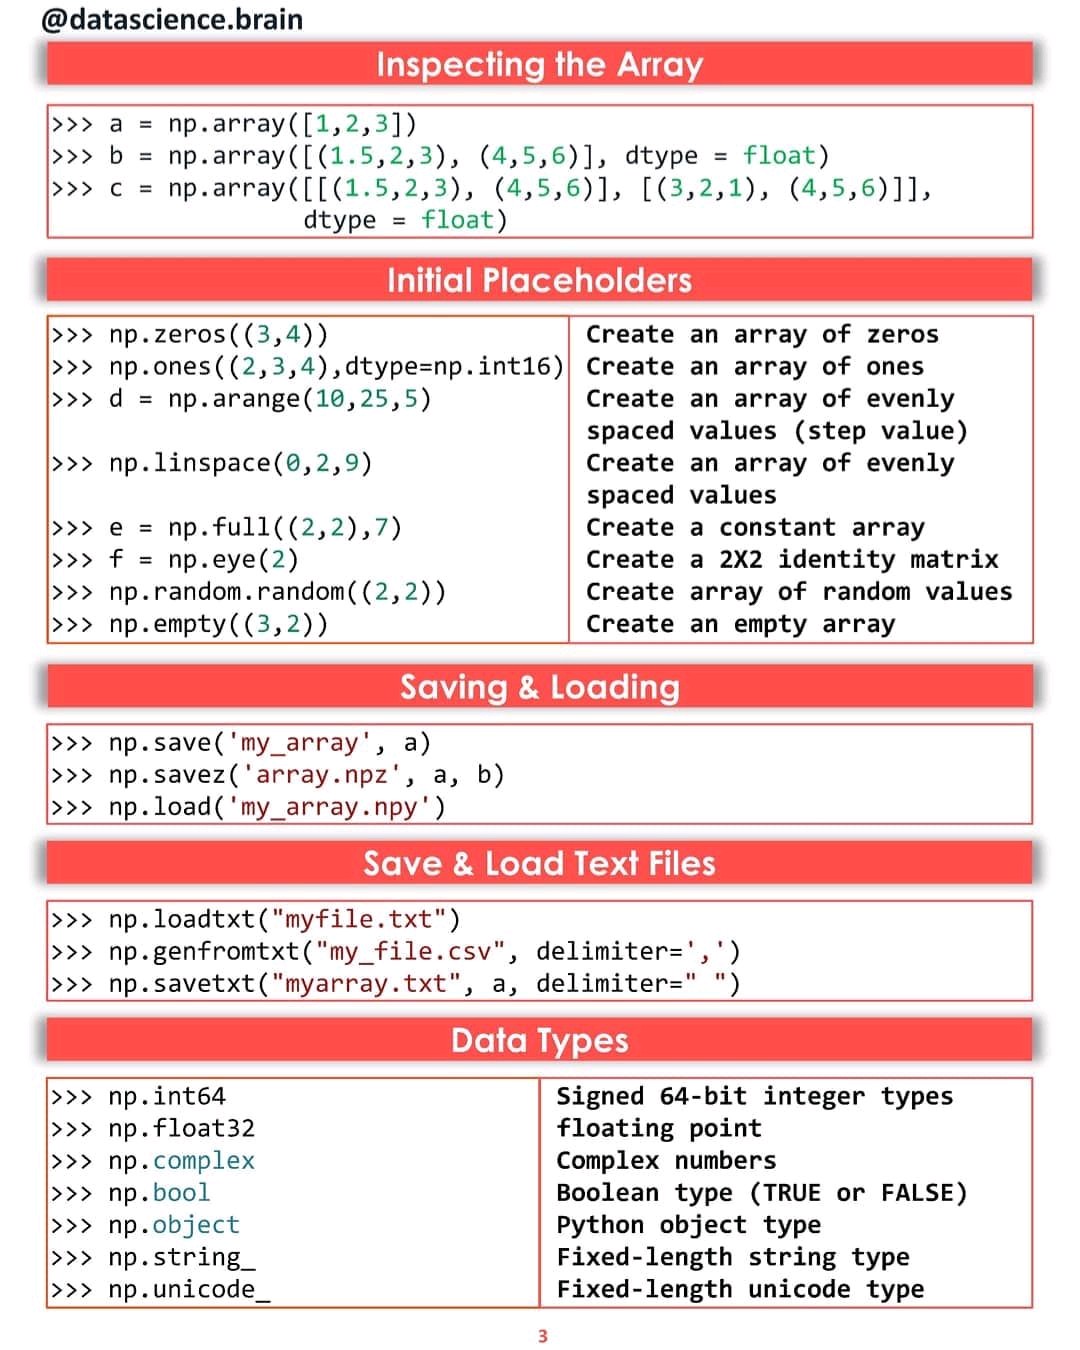 @datascience.brain
Inspecting the Array
>>> a = np.array([1,2,3])
>>> b = np.array([(1.5,2,3), (4,5,6)], dtype = float)
>>> c = np.array([[(1.5,2,3), (4,5,6)], [(3,2,1), (4,5,6)]],
dtype = float)
Initial Placeholders
>>> np.zeros((3,4)) Create an array of zeros
>>> np.ones((2,3,4),dtype=np.int16) Create an array of ones
>>> d = np.arange(10,25,5) Create an array of evenly
spaced values (step value)
>>> np.linspace(0,2,9) Create an array of evenly
spaced values
>>> e = np.full((2,2),7) Create a constant array
>>> f = np.eye(2) Create a 2X2 identity matrix
>>> np.random.random((2,2)) Create array of random values
>>> np.empty((3,2)) Create an empty array
Saving & Loading
>>> np.save('my_array', a)
>>> np.savez('array.npz', a, b)
>>> np.load('my_array.npy')
Save & Load Text Files
>>> np.loadtxt("myfile.txt")
>>> np.genfromtxt("my_file.csv", delimiter=',')
>>> np.savetxt("myarray.txt", a, delimiter=" ")
Data Types
>>> np.int64 Signed 64-bit integer types
>>> np.float32 floating point
>>> np.complex Complex numbers
>>> np.bool Boolean type (TRUE or FALSE)
>>> np.object Python object type
>>> np.string_ Fixed-length string type
>>> np.unicode_ Fixed-length unicode type
3